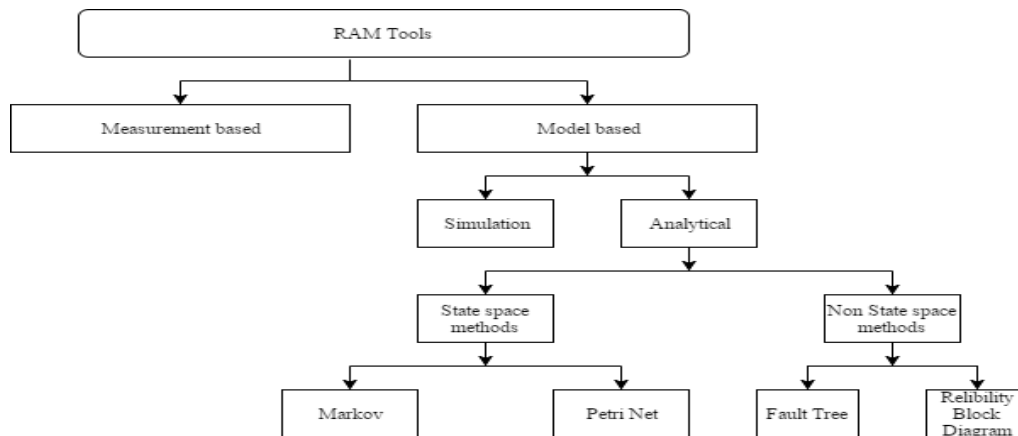 RAM Tools
Measurement based
Model based
Simulation
Analytical
State space
methods
Non State space
methods
Markov
Petri Net
Fault Tree
Relibility
Block
Diagram